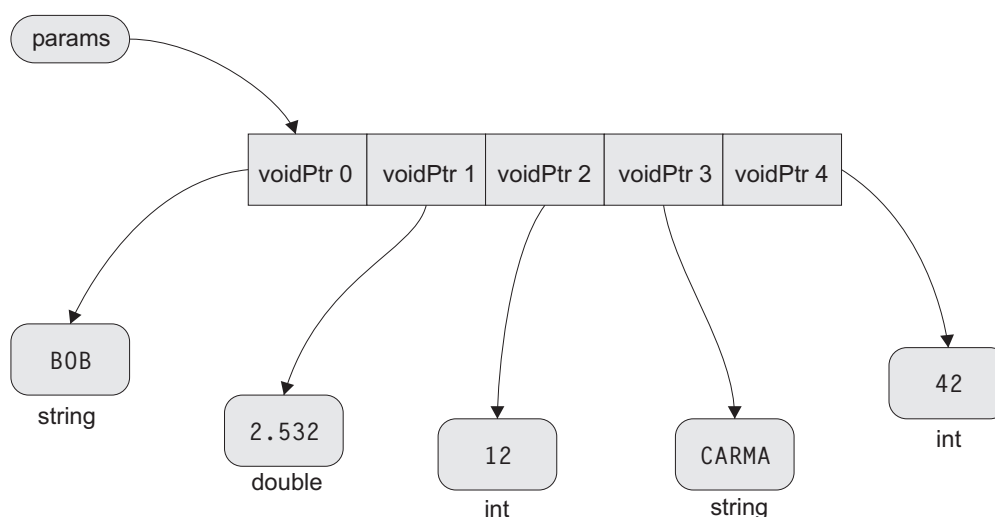 params
voidPtr 0
voidPtr 1
voidPtr 2
voidPtr 3
voidPtr 4
BOB
string
2.532
double
12
int
CARMA
string
42
int